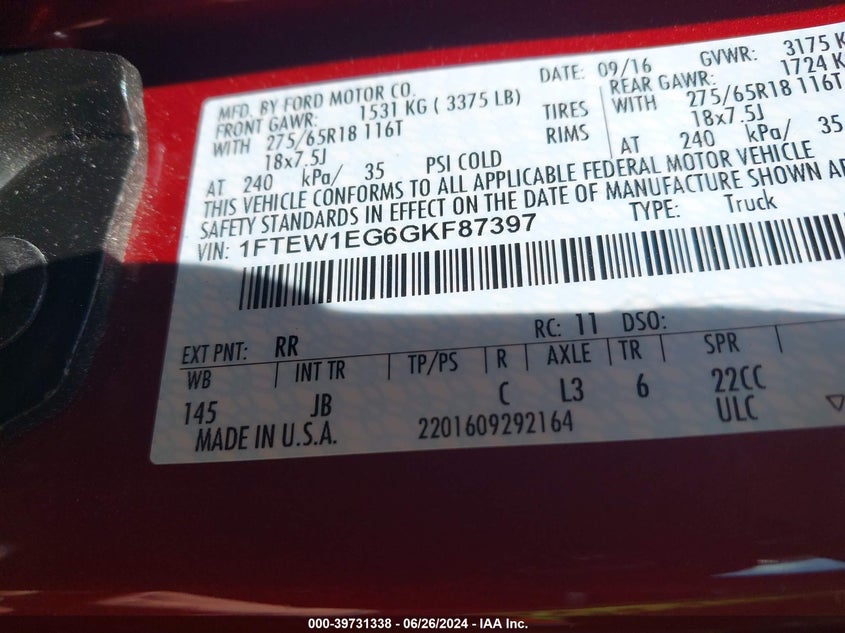 MFD. BY FORD MOTOR CO.
DATE: 09/16 GVWR: 3175 K
FRONT GAWR: 1531 KG ( 3375 LB)
REAR GAWR: 1724 K
WITH 275/65R18 116T TIRES WITH 275/65R18 116T
18x7.5J RIMS 18x7.5J
AT 240 kPa/ 35 PSI COLD AT 240 kPa/ 35
THIS VEHICLE CONFORMS TO ALL APPLICABLE FEDERAL MOTOR VEHICLE
SAFETY STANDARDS IN EFFECT ON THE DATE OF MANUFACTURE SHOWN
VIN: 1FTEW1EG6GKF87397 TYPE: Truck
EXT PNT: RR RC: 11 DSO:
WB INT TR TP/PS R AXLE TR SPR
145 JB C L3 6 22CC
MADE IN U.S.A. 2201609292164 ULC
000-39731338 - 06/26/2024 - IAA Inc.